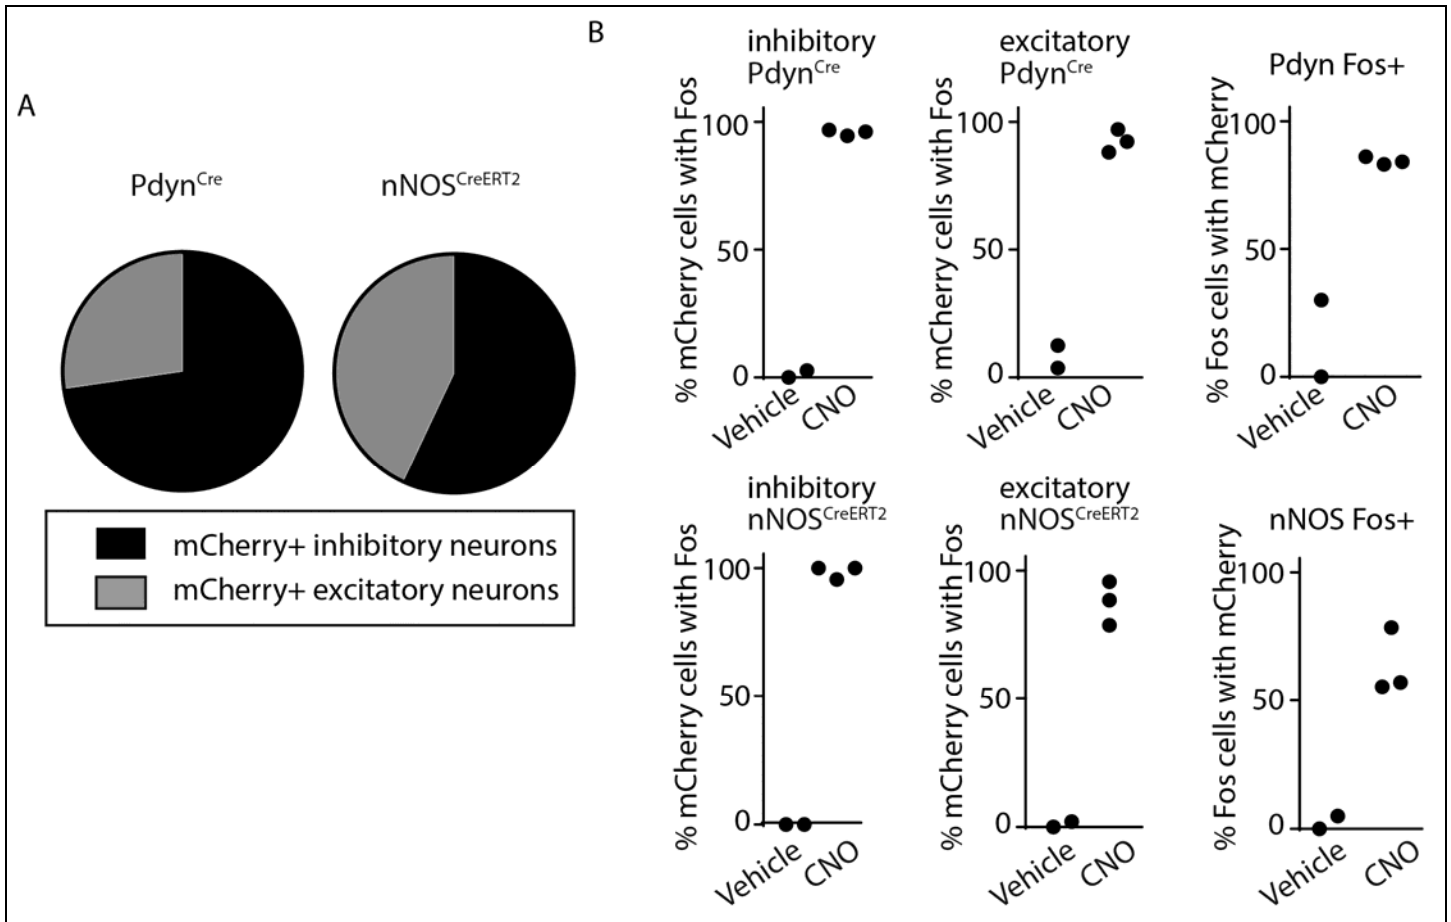 A
Pdyn^Cre
nNOS^CreERT2
mCherry+ inhibitory neurons
mCherry+ excitatory neurons
B
inhibitory
Pdyn^Cre
% mCherry cells with Fos
100
50
0
Vehicle
CNO
excitatory
Pdyn^Cre
% mCherry cells with Fos
100
50
0
Vehicle
CNO
Pdyn Fos+
% Fos cells with mCherry
100
50
0
Vehicle
CNO
inhibitory
nNOS^CreERT2
% mCherry cells with Fos
100
50
0
Vehicle
CNO
excitatory
nNOS^CreERT2
% mCherry cells with Fos
100
50
0
Vehicle
CNO
nNOS Fos+
% Fos cells with mCherry
100
50
0
Vehicle
CNO